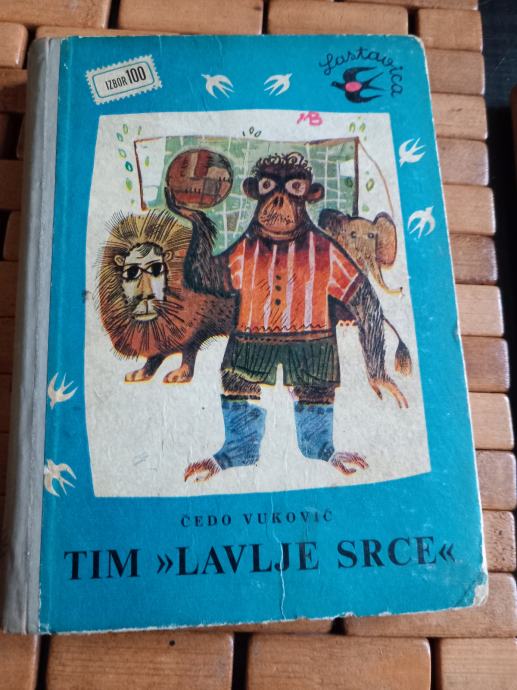 IZBOR 100
Lastavica
MB
ČEDO VUKOVIĆ
TIM »LAVLJE SRCE«